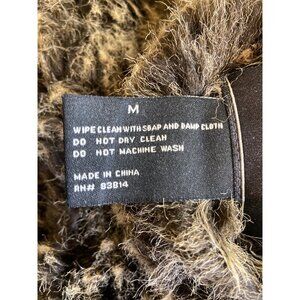 M
WIPE CLEAN WITH SOAP AND DAMP CLOTH
DO NOT DRY CLEAN
DO NOT MACHINE WASH
MADE IN CHINA
RN# 83814